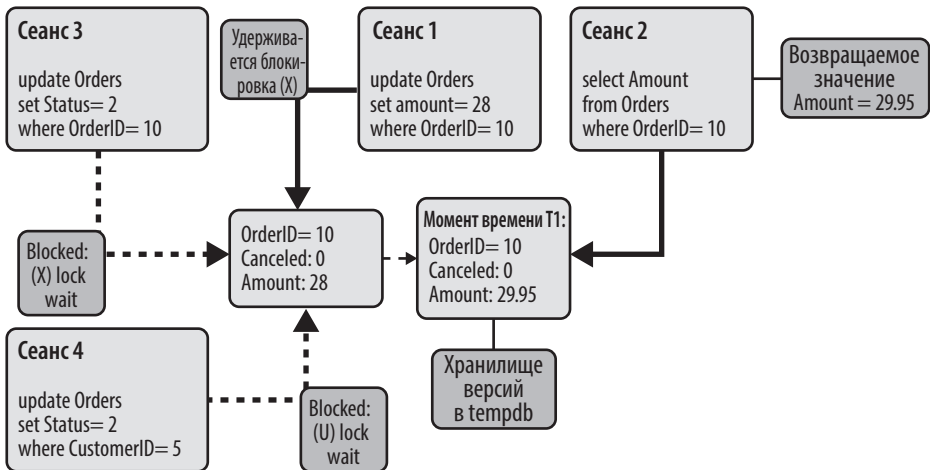 Сеанс 3
update Orders
set Status= 2
where OrderID= 10
Удержива-
ется блоки-
ровка (X)
Сеанс 1
update Orders
set amount= 28
where OrderID= 10
Сеанс 2
select Amount
from Orders
where OrderID= 10
Возвращаемое
значение
Amount = 29.95
Blocked:
(X) lock
wait
OrderID= 10
Canceled: 0
Amount: 28
Момент времени T1:
OrderID= 10
Canceled: 0
Amount: 29.95
Сеанс 4
update Orders
set Status= 2
where CustomerID= 5
Blocked:
(U) lock
wait
Хранилище
версий
в tempdb